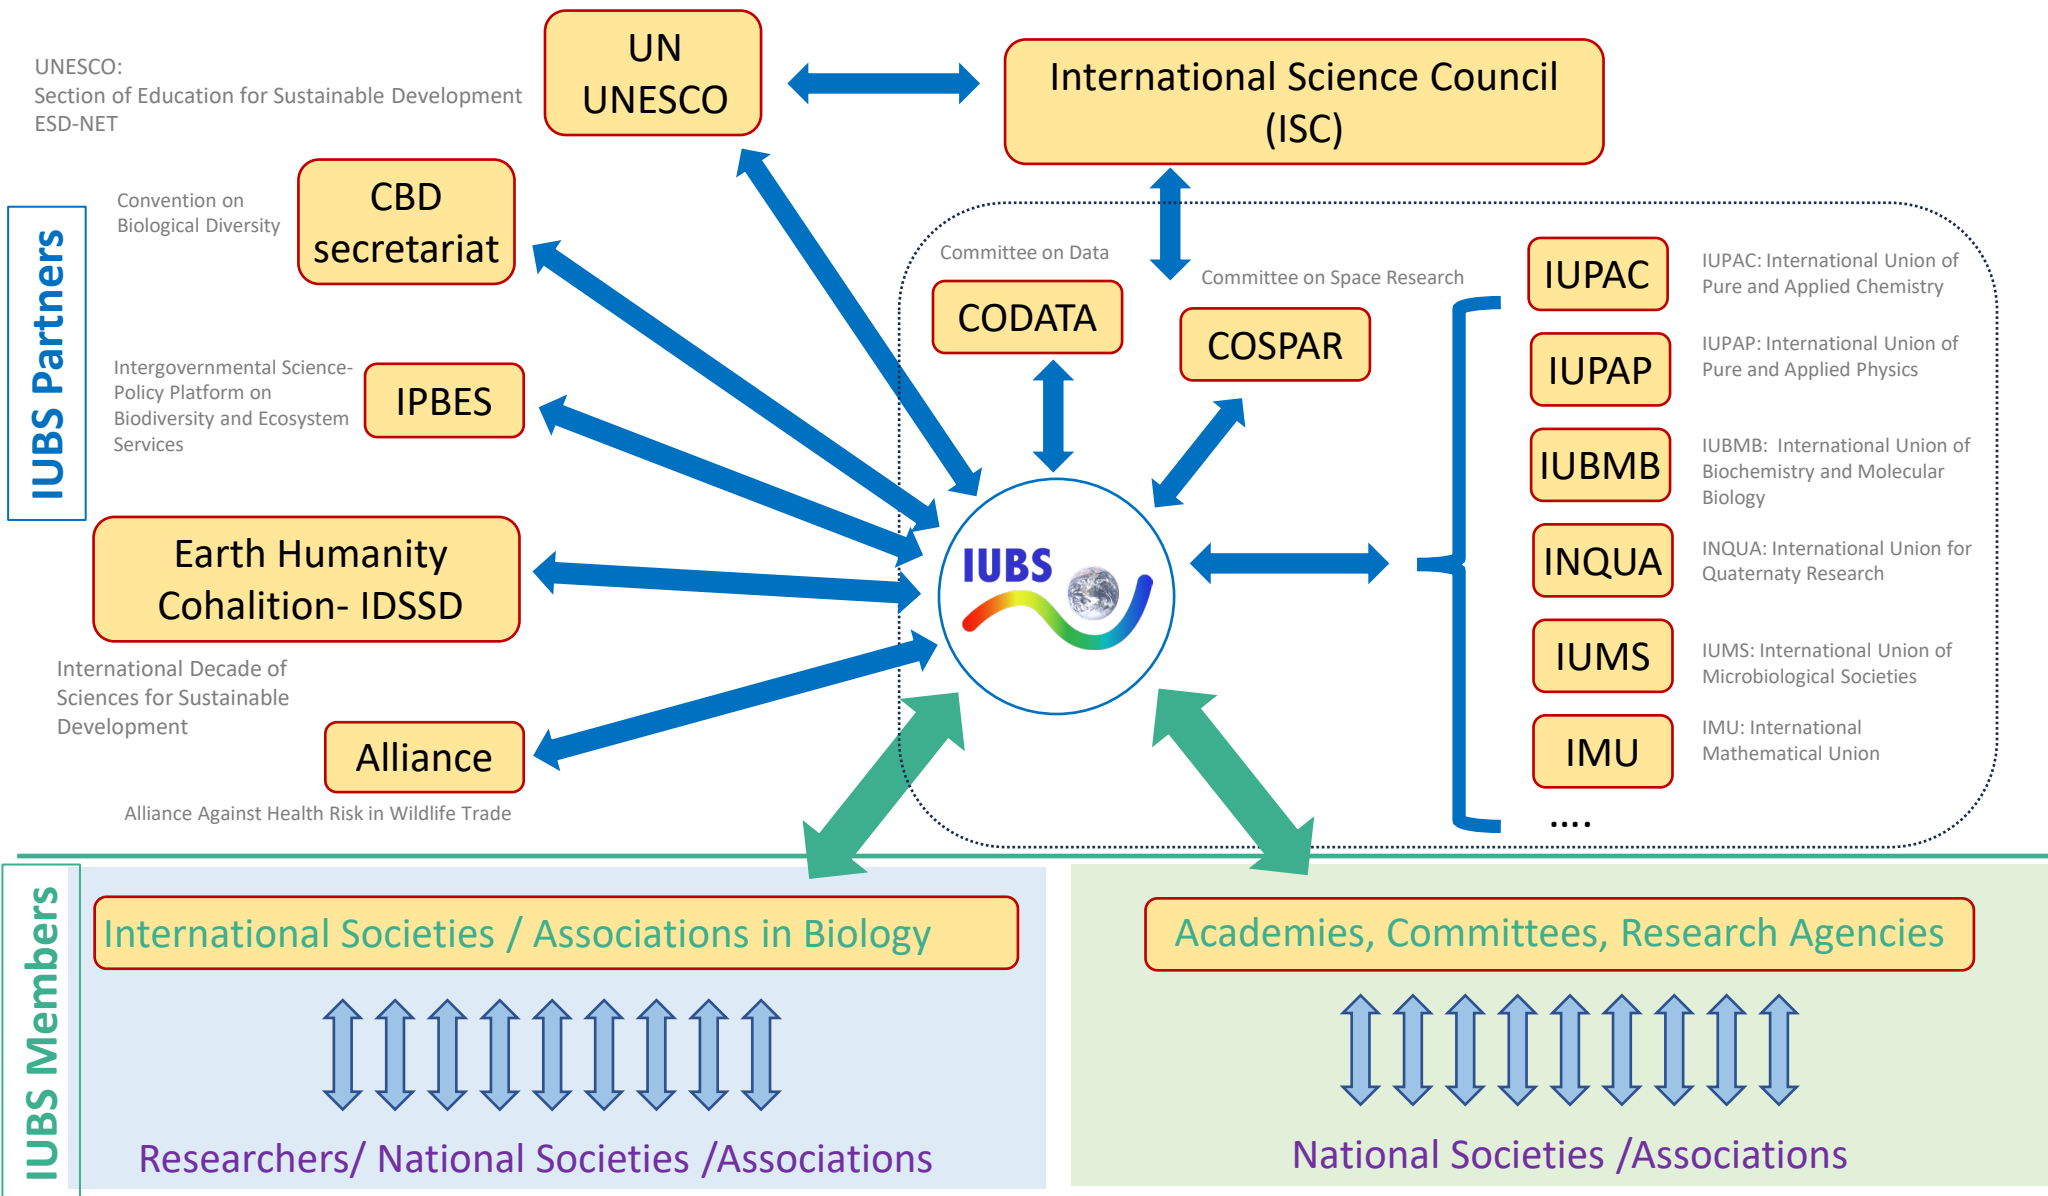 UNESCO:
Section of Education for Sustainable Development
ESD-NET
UN
UNESCO
International Science Council
(ISC)
IUBS Partners
Convention on
Biological Diversity
CBD
secretariat
Intergovernmental Science-
Policy Platform on
Biodiversity and Ecosystem
Services
IPBES
Earth Humanity
Cohalition- IDSSD
International Decade of
Sciences for Sustainable
Development
Alliance
Alliance Against Health Risk in Wildlife Trade
Committee on Data
CODATA
Committee on Space Research
COSPAR
IUBS
IUPAC
IUPAC: International Union of
Pure and Applied Chemistry
IUPAP
IUPAP: International Union of
Pure and Applied Physics
IUBMB
IUBMB: International Union of
Biochemistry and Molecular
Biology
INQUA
INQUA: International Union for
Quaternaty Research
IUMS
IUMS: International Union of
Microbiological Societies
IMU
IMU: International
Mathematical Union
....
IUBS Members
International Societies / Associations in Biology
Researchers/ National Societies /Associations
Academies, Committees, Research Agencies
National Societies /Associations